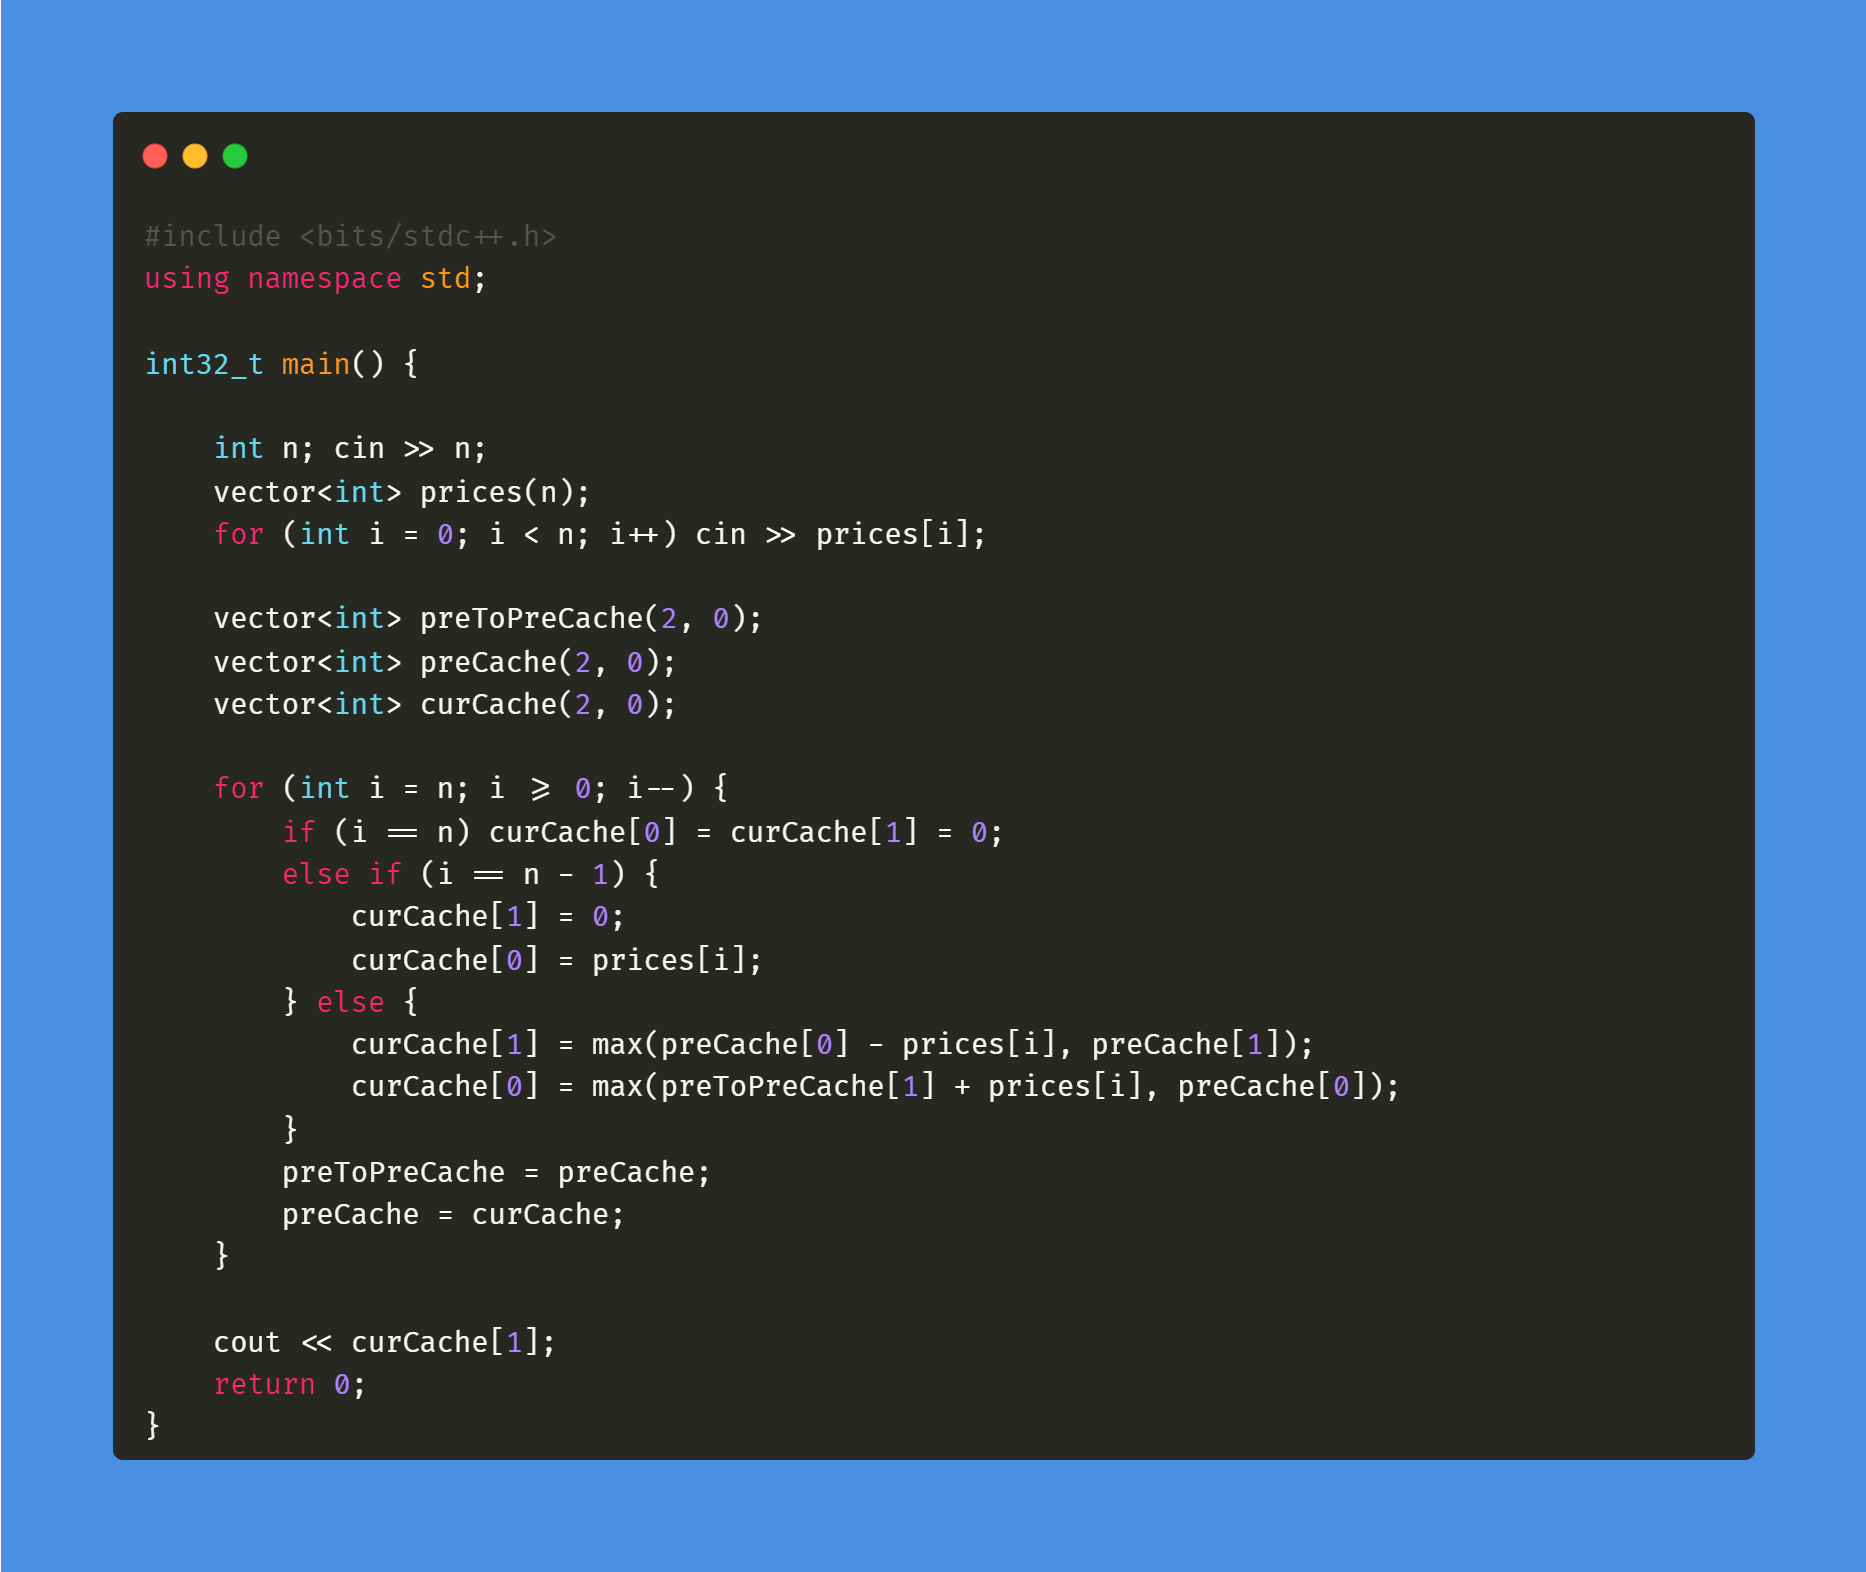 #include <bits/stdc++.h>
using namespace std;
int32_t main() {
int n; cin >> n;
vector<int> prices(n);
for (int i = 0; i < n; i++) cin >> prices[i];
vector<int> preToPreCache(2, 0);
vector<int> preCache(2, 0);
vector<int> curCache(2, 0);
for (int i = n; i >= 0; i--) {
if (i == n) curCache[0] = curCache[1] = 0;
else if (i == n - 1) {
curCache[1] = 0;
curCache[0] = prices[i];
} else {
curCache[1] = max(preCache[0] - prices[i], preCache[1]);
curCache[0] = max(preToPreCache[1] + prices[i], preCache[0]);
}
preToPreCache = preCache;
preCache = curCache;
}
cout << curCache[1];
return 0;
}